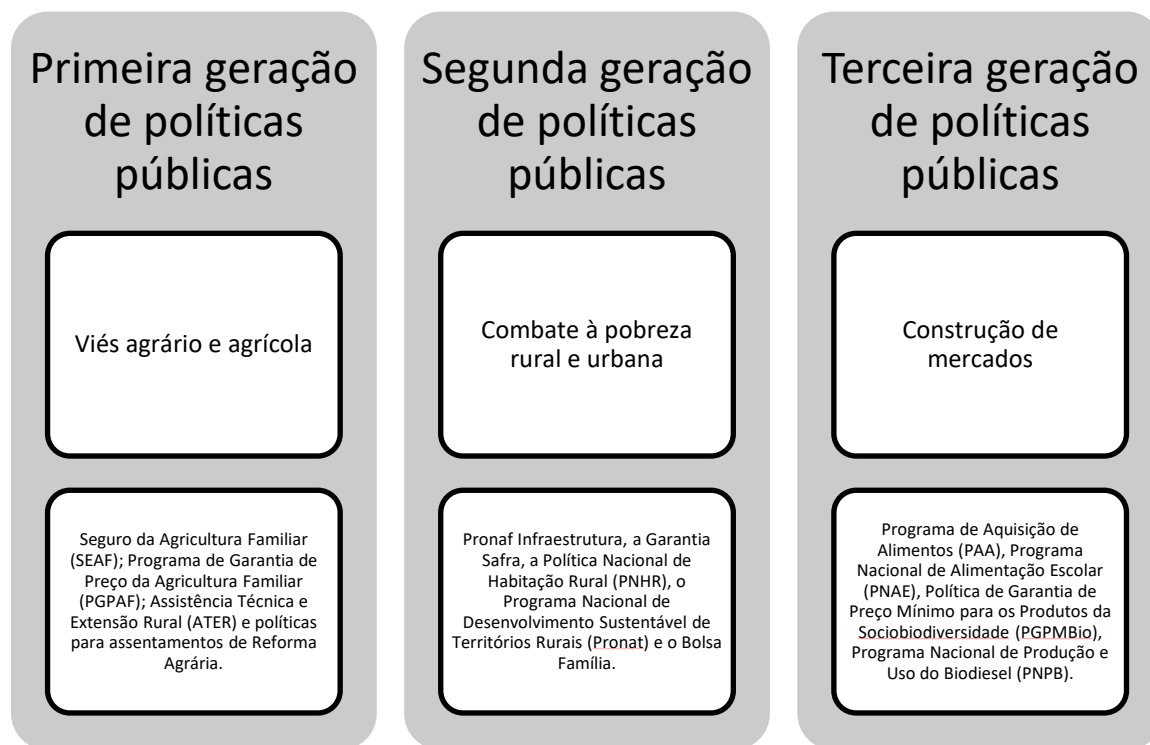 Primeira geração
de políticas
públicas
Viés agrário e agrícola
Seguro da Agricultura Familiar
(SEAF); Programa de Garantia de
Preço da Agricultura Familiar
(PGPAF); Assistência Técnica e
Extensão Rural (ATER) e políticas
para assentamentos de Reforma
Agrária.
Segunda geração
de políticas
públicas
Combate à pobreza
rural e urbana
Pronaf Infraestrutura, a Garantia
Safra, a Política Nacional de
Habitação Rural (PNHR), o
Programa Nacional de
Desenvolvimento Sustentável de
Territórios Rurais (Pronat) e o Bolsa
Família.
Terceira geração
de políticas
públicas
Construção de
mercados
Programa de Aquisição de
Alimentos (PAA), Programa
Nacional de Alimentação Escolar
(PNAE), Política de Garantia de
Preço Mínimo para os Produtos da
Sociobiodiversidade (PGPMBio),
Programa Nacional de Produção e
Uso do Biodiesel (PNPB).